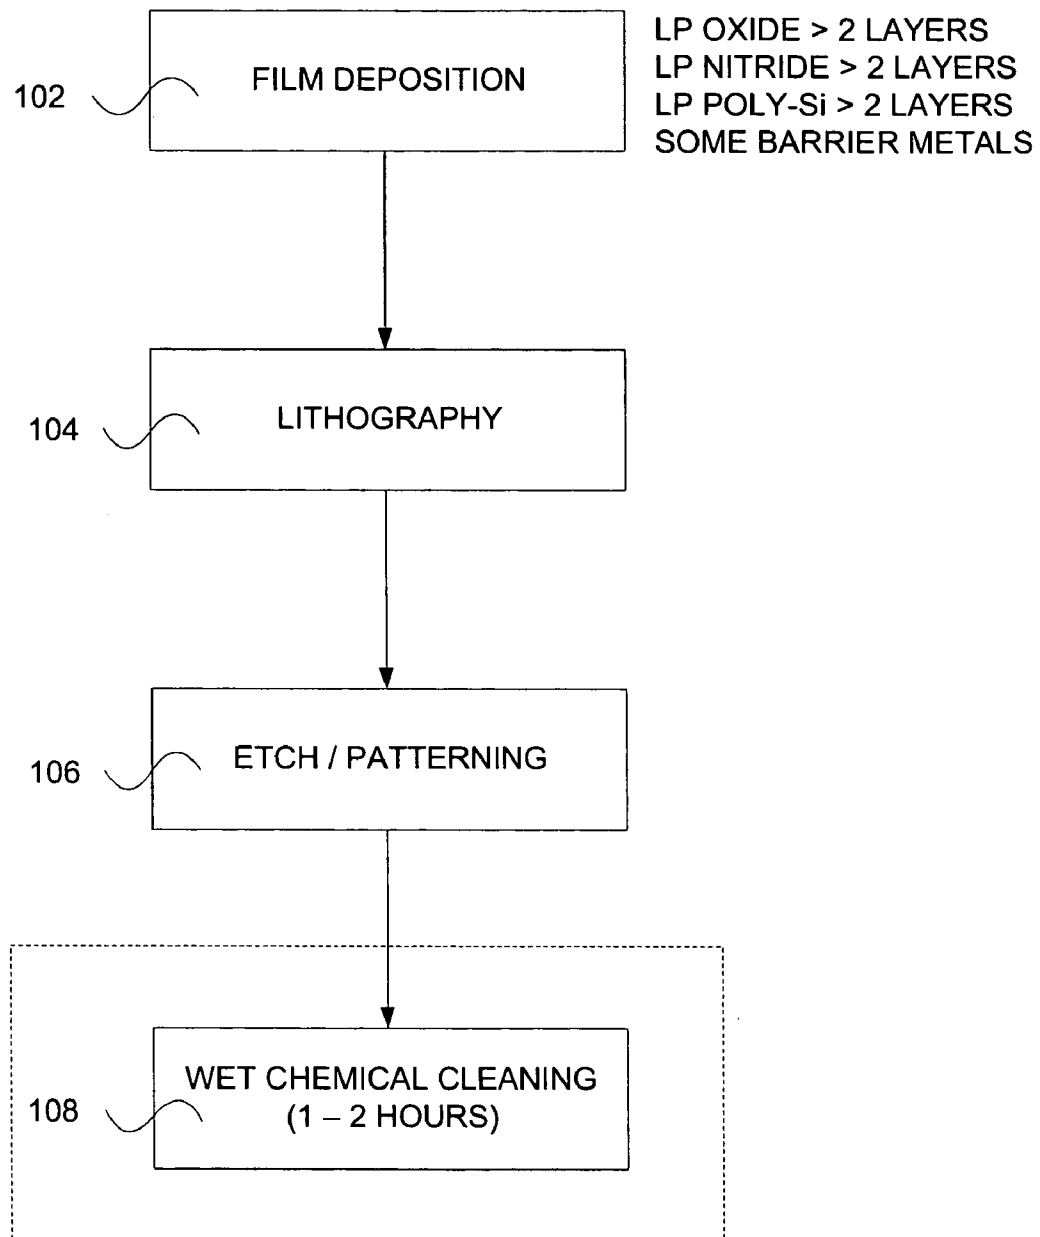 FILM DEPOSITION
LP OXIDE > 2 LAYERS
LP NITRIDE > 2 LAYERS
LP POLY-Si > 2 LAYERS
SOME BARRIER METALS
102
LITHOGRAPHY
104
ETCH / PATTERNING
106
WET CHEMICAL CLEANING
(1 – 2 HOURS)
108